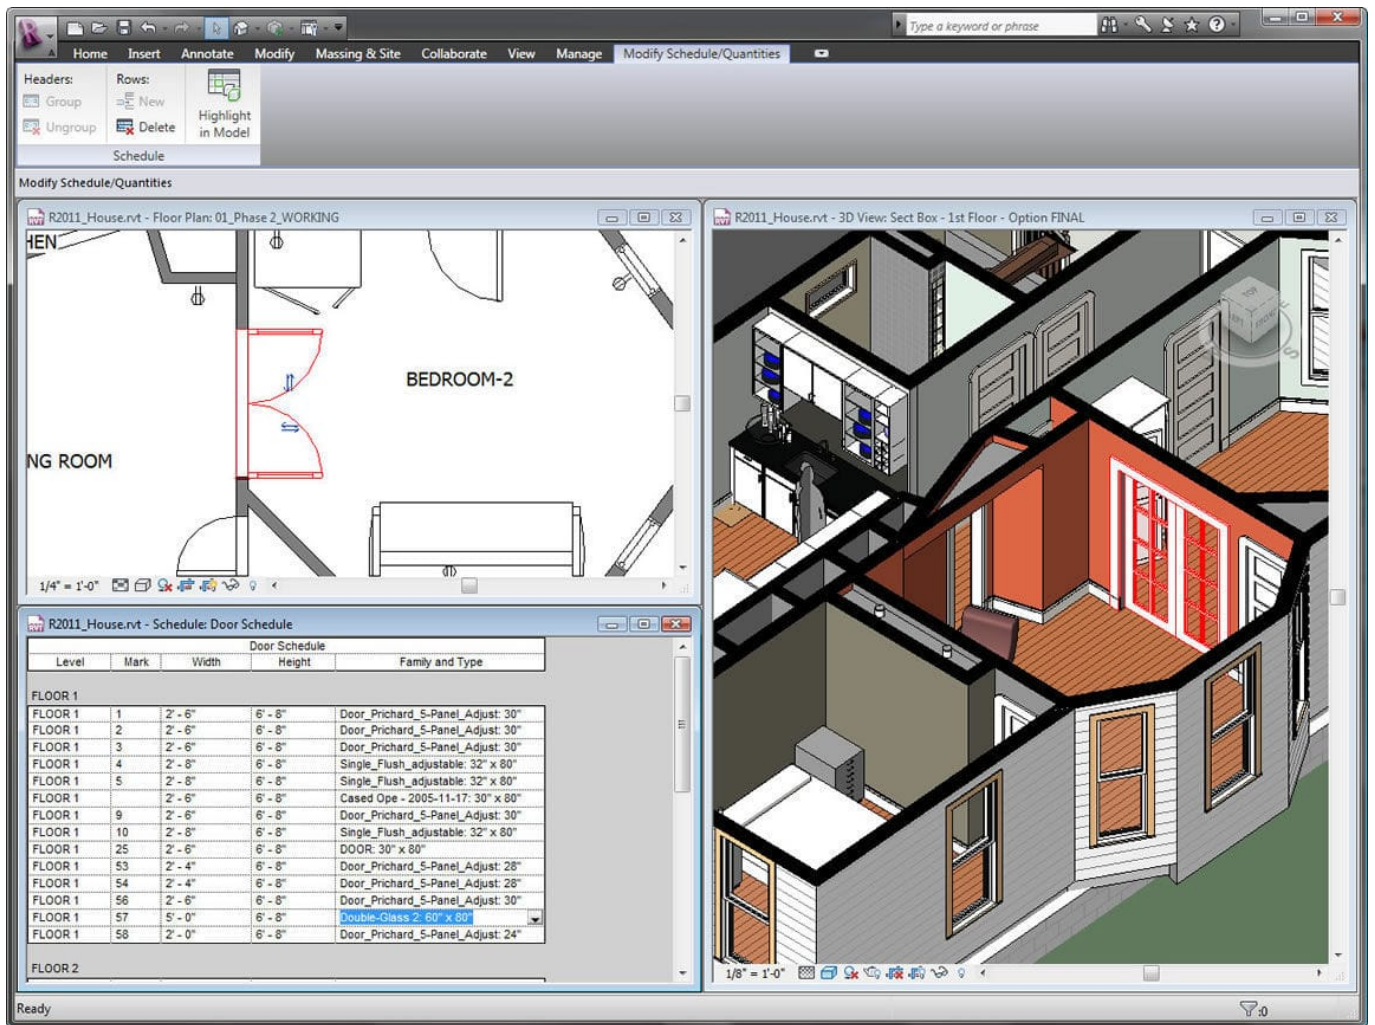 Type a keyword or phrase
Home Insert Annotate Modify Massing & Site Collaborate View Manage Modify Schedule/Quantities
Headers: Rows:
Group New
Ungroup Delete
Highlight
in Model
Schedule
Modify Schedule/Quantities
R2011_House.rvt - Floor Plan: 01_Phase 2_WORKING
HEN
BEDROOM-2
NG ROOM
1/4" = 1'-0"
R2011_House.rvt - Schedule: Door Schedule
Door Schedule
Level Mark Width Height Family and Type
FLOOR 1
FLOOR 1 1 2' - 6" 6' - 8" Door_Prichard_5-Panel_Adjust: 30"
FLOOR 1 2 2' - 6" 6' - 8" Door_Prichard_5-Panel_Adjust: 30"
FLOOR 1 3 2' - 6" 6' - 8" Door_Prichard_5-Panel_Adjust: 30"
FLOOR 1 4 2' - 8" 6' - 8" Single_Flush_adjustable: 32" x 80"
FLOOR 1 5 2' - 8" 6' - 8" Single_Flush_adjustable: 32" x 80"
FLOOR 1 2' - 6" 6' - 8" Cased Ope - 2005-11-17: 30" x 80"
FLOOR 1 9 2' - 6" 6' - 8" Door_Prichard_5-Panel_Adjust: 30"
FLOOR 1 10 2' - 8" 6' - 8" Single_Flush_adjustable: 32" x 80"
FLOOR 1 25 2' - 6" 6' - 8" DOOR: 30" x 80"
FLOOR 1 53 2' - 4" 6' - 8" Door_Prichard_5-Panel_Adjust: 28"
FLOOR 1 54 2' - 4" 6' - 8" Door_Prichard_5-Panel_Adjust: 28"
FLOOR 1 56 2' - 6" 6' - 8" Door_Prichard_5-Panel_Adjust: 30"
FLOOR 1 57 5' - 0" 6' - 8" Double-Glass 2: 60" x 80"
FLOOR 1 58 2' - 0" 6' - 8" Door_Prichard_5-Panel_Adjust: 24"
FLOOR 2
R2011_House.rvt - 3D View: Sect Box - 1st Floor - Option FINAL
TOP
FRONT
S
1/8" = 1'-0"
Ready
:0